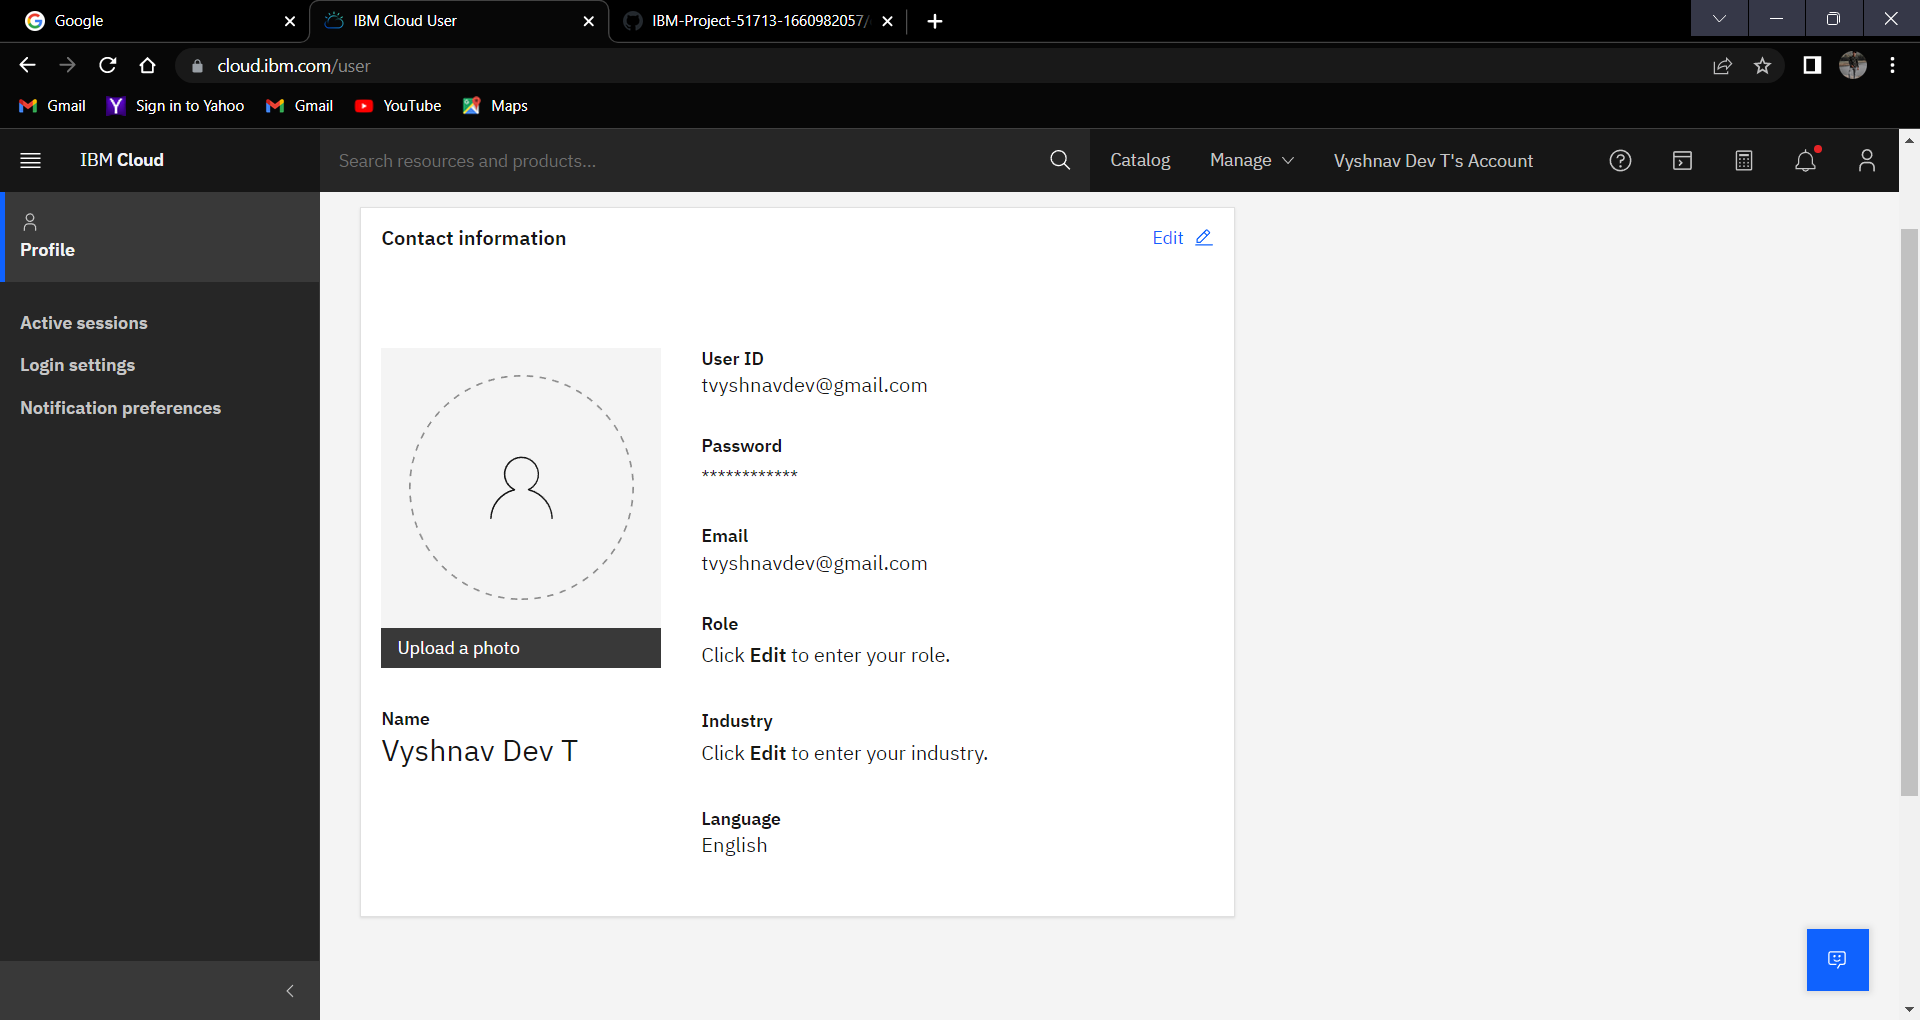 Google
IBM Cloud User
IBM-Project-51713-1660982057/
cloud.ibm.com/user
Gmail
Sign in to Yahoo
Gmail
YouTube
Maps
IBM Cloud
Search resources and products...
Catalog
Manage
Vyshnav Dev T's Account
Profile
Active sessions
Login settings
Notification preferences
Contact information
Edit
Upload a photo
Name
Vyshnav Dev T
User ID
tvyshnavdev@gmail.com
Password
************
Email
tvyshnavdev@gmail.com
Role
Click Edit to enter your role.
Industry
Click Edit to enter your industry.
Language
English